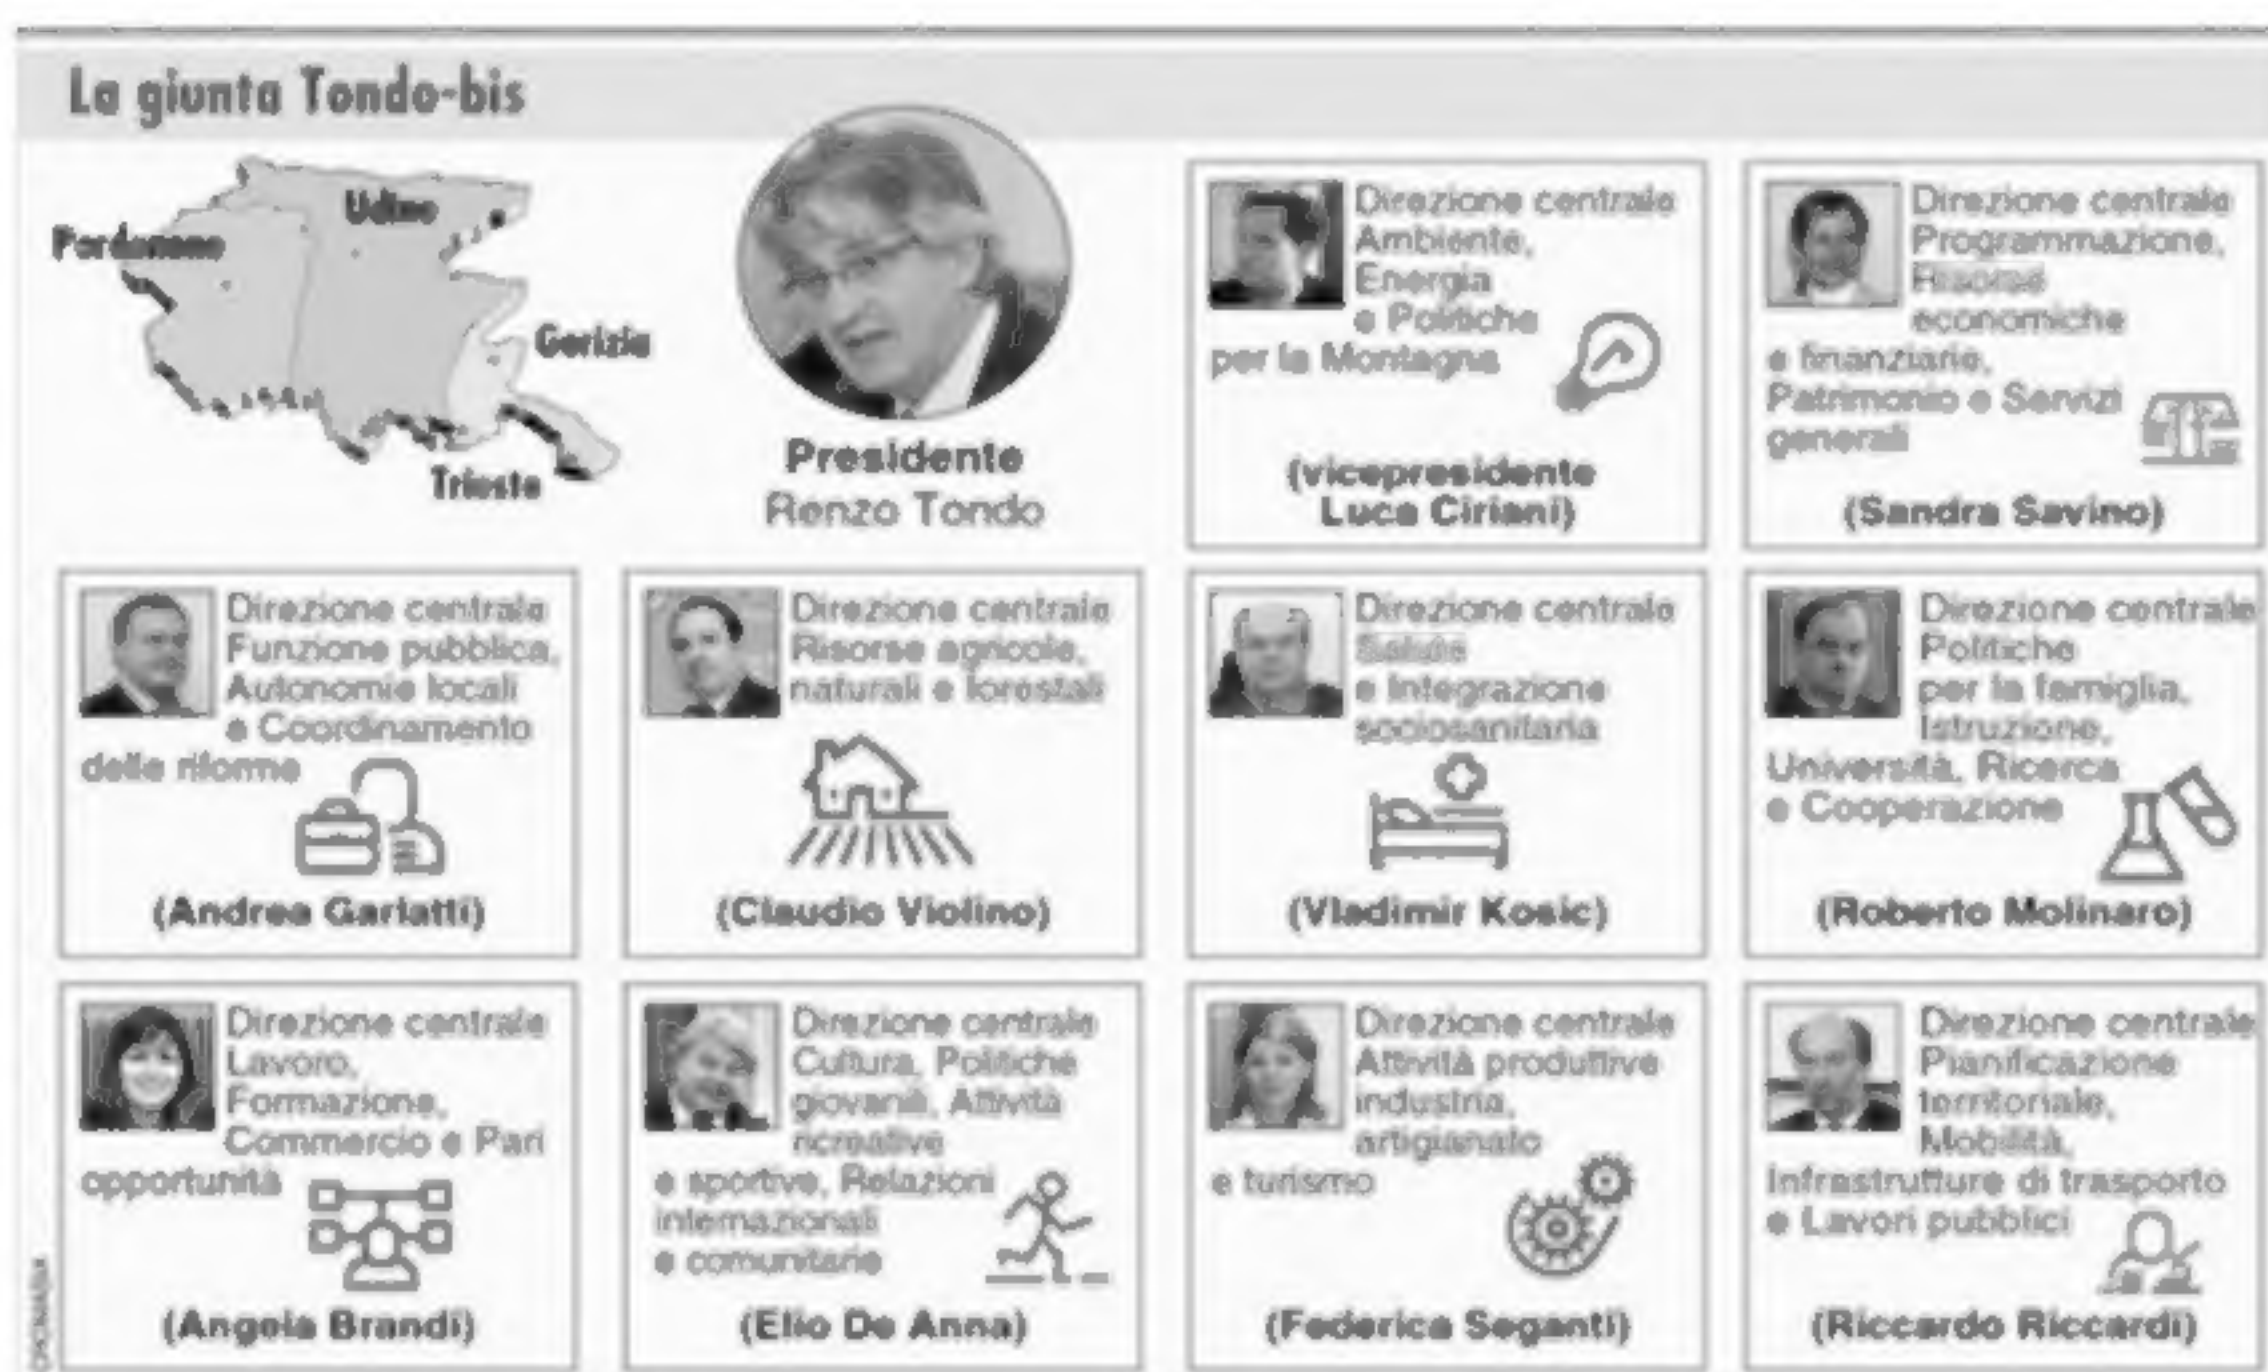 La giunta Tondo-bis
Udine
Pordenone
Gorizia
Trieste
Presidente
Renzo Tondo
Direzione centrale
Ambiente,
Energia
e Politiche
per la Montagna
(vicepresidente
Luca Ciriani)
Direzione centrale
Programmazione,
Risorse
economiche
e finanziarie,
Patrimonio e Servizi
generali
(Sandra Savino)
Direzione centrale
Funzione pubblica,
Autonomie locali
e Coordinamento
delle riforme
(Andrea Garlatti)
Direzione centrale
Risorse agricole,
naturali e forestali
(Claudio Violino)
Direzione centrale
Salute
e Integrazione
sociosanitaria
(Vladimir Kosic)
Direzione centrale
Politiche
per la famiglia,
Istruzione,
Università, Ricerca
e Cooperazione
(Roberto Molinaro)
Direzione centrale
Lavoro,
Formazione,
Commercio e Pari
opportunità
(Angela Brandi)
Direzione centrale
Cultura, Politiche
giovanili, Attività
ricreative
e sportive, Relazioni
internazionali
e comunitarie
(Elio De Anna)
Direzione centrale
Attività produttive
industria,
artigianato
e turismo
(Federica Seganti)
Direzione centrale
Pianificazione
territoriale,
Mobilità,
Infrastrutture di trasporto
e Lavori pubblici
(Riccardo Riccardi)